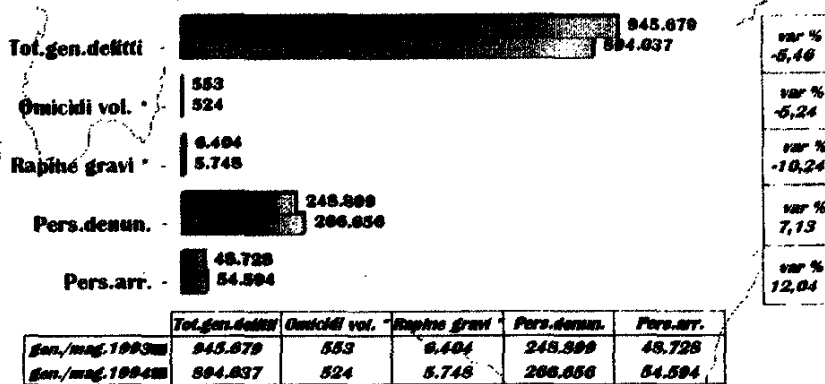 Tot.gen.delitti - 945.679 var %
894.037 -5,46
Omicidi vol. * - 553 var %
524 -5,24
Rapine gravi * - 6.404 var %
5.748 -10,24
Pers.denun. - 248.899 var %
266.656 7,13
Pers.arr. - 48.728 var %
54.594 12,04
Tot.gen.delitti Omicidi vol. * Rapine gravi * Pers.denun. Pers.arr.
gen./mag.1993 945.679 553 6.404 248.899 48.728
gen./mag.1994 894.037 524 5.748 266.656 54.594